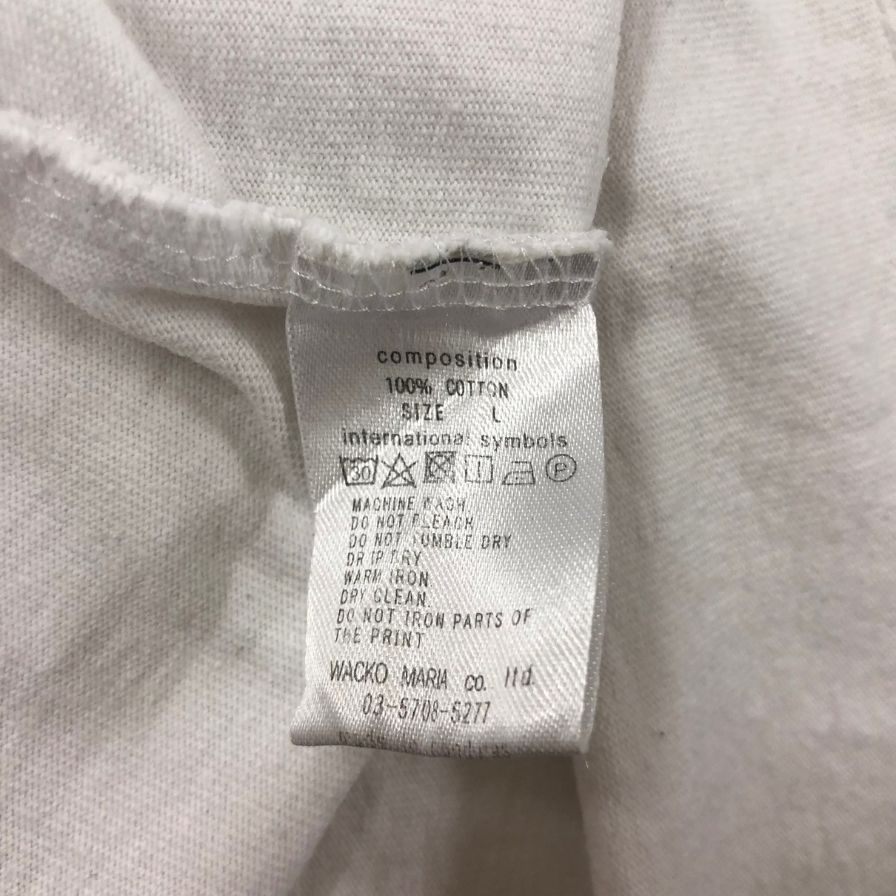 composition
100% COTTON
SIZE L
international symbols
30 P
MACHINE WASH
DO NOT BLEACH
DO NOT TUMBLE DRY
DRIP DRY
WARM IRON
DRY CLEAN.
DO NOT IRON PARTS OF
THE PRINT
WACKO MARIA co. ltd.
03-5708-5277